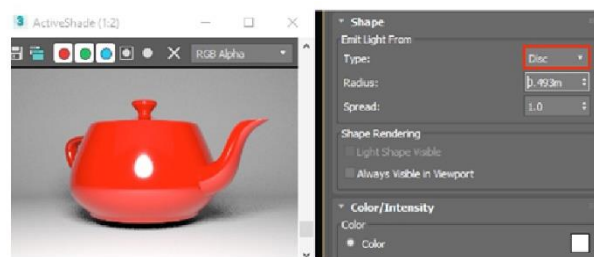 3 ActiveShade (1:2)
RGB Alpha
Shape
Emit Light From
Type: Disc
Radius: 0.493m
Spread: 1.0
Shape Rendering
Light Shape Visible
Always Visible in Viewport
Color/Intensity
Color
Color